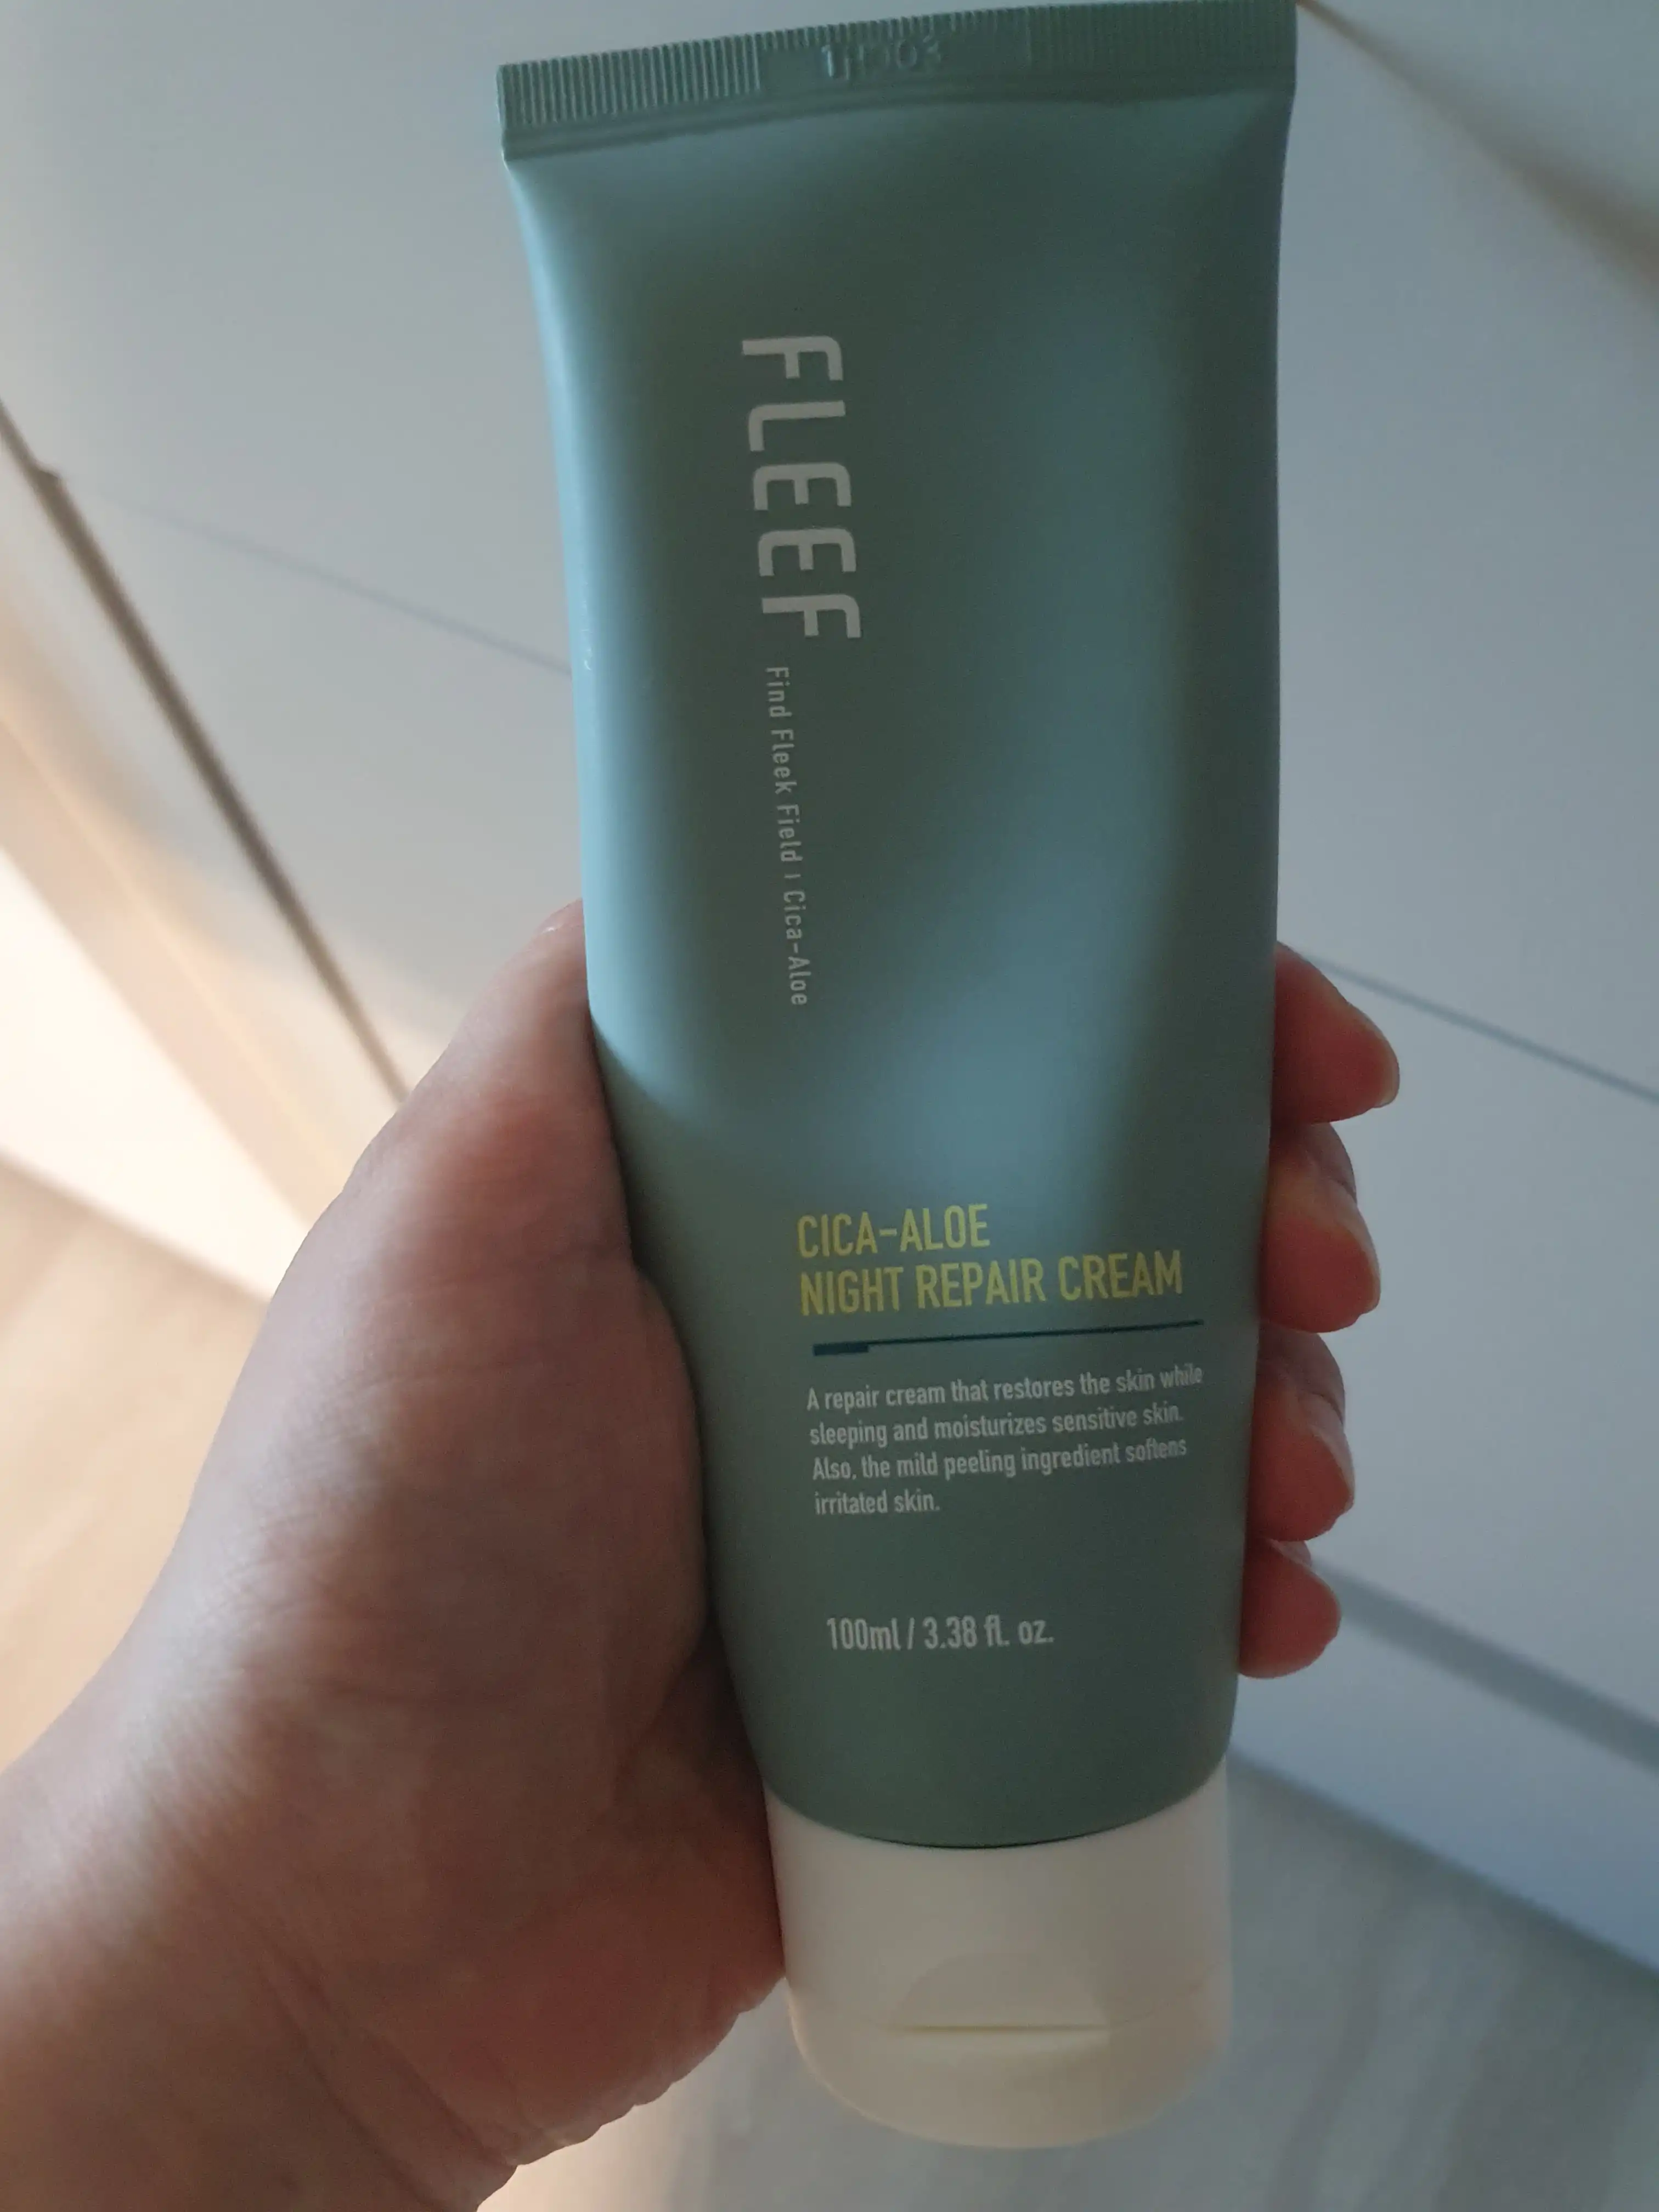 FLEEF
Find Fleek Field | Cica-Aloe
CICA-ALOE
NIGHT REPAIR CREAM
A repair cream that restores the skin while
sleeping and moisturizes sensitive skin.
Also, the mild peeling ingredient softens
irritated skin.
100ml / 3.38 fl. oz.